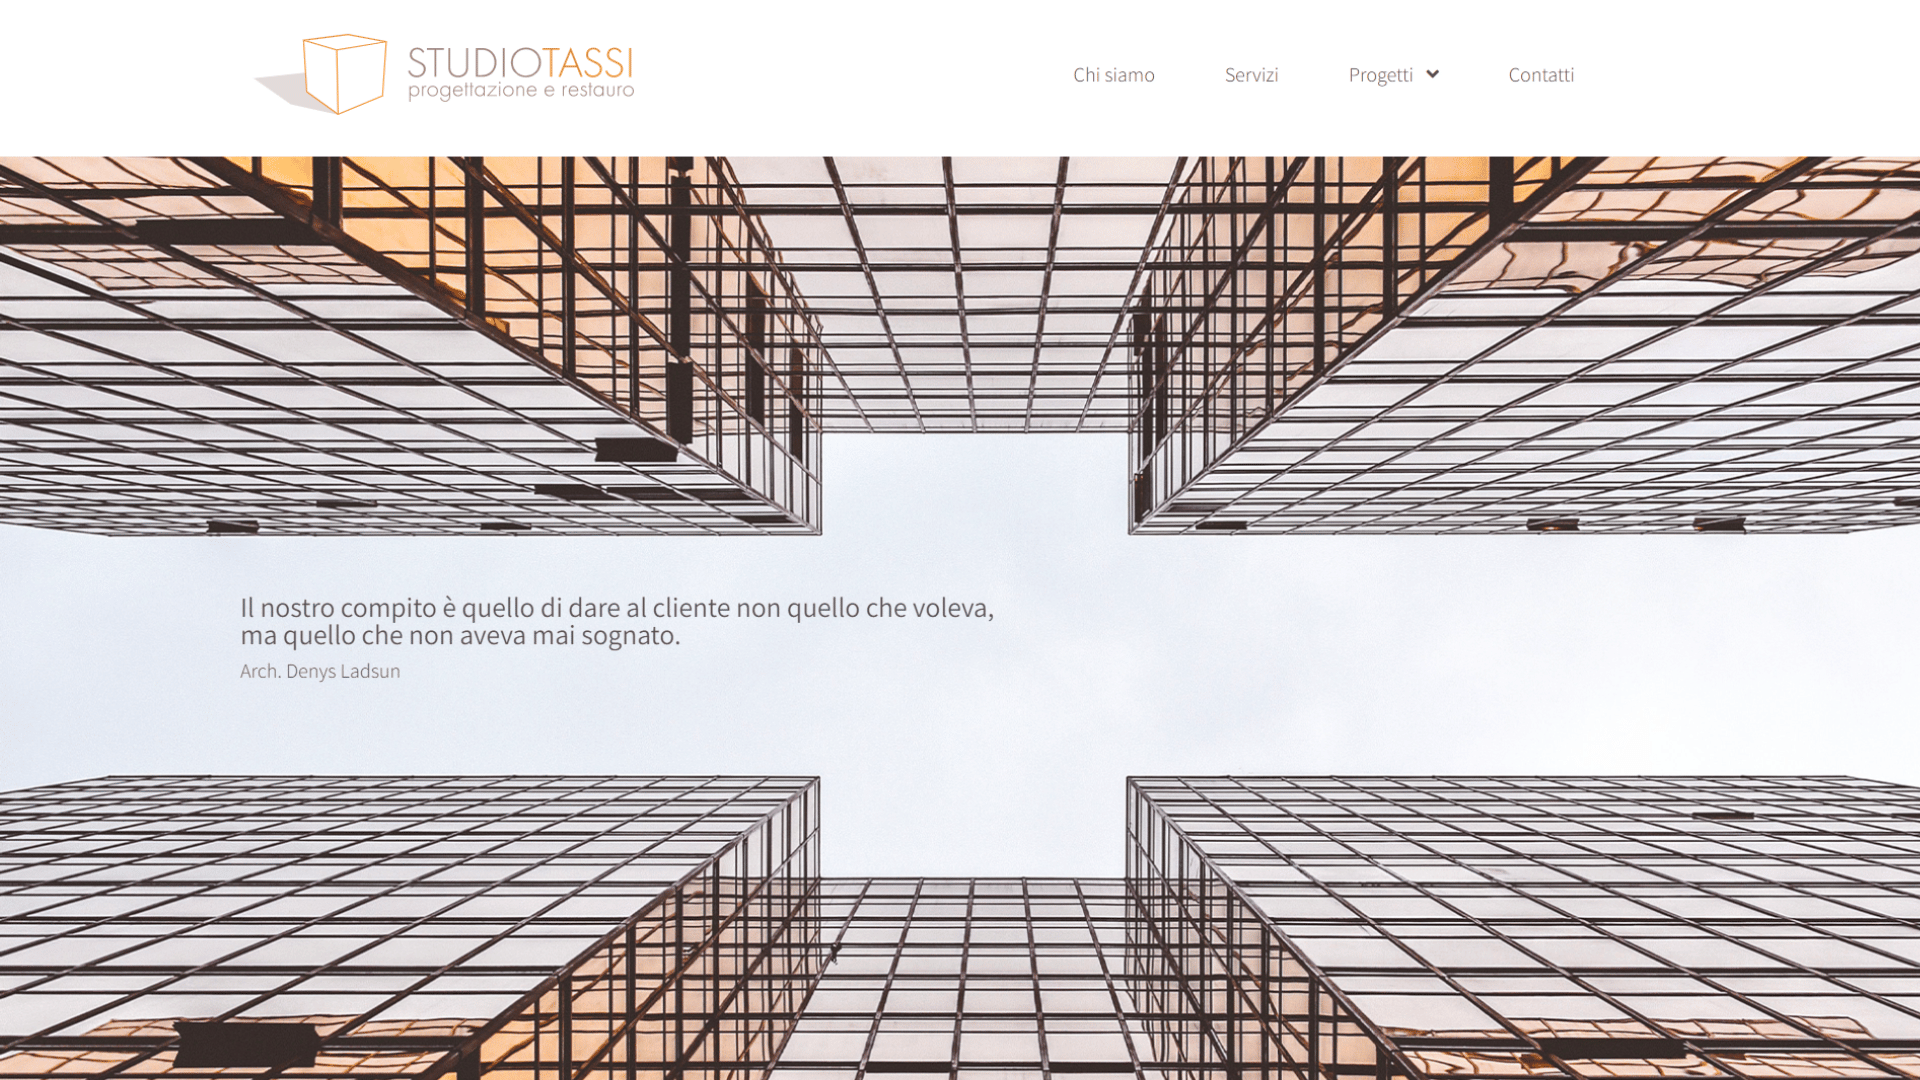 STUDIOTASSI
progettazione e restauro
Chi siamo
Servizi
Progetti
Contatti
Il nostro compito è quello di dare al cliente non quello che voleva,
ma quello che non aveva mai sognato.
Arch. Denys Ladsun